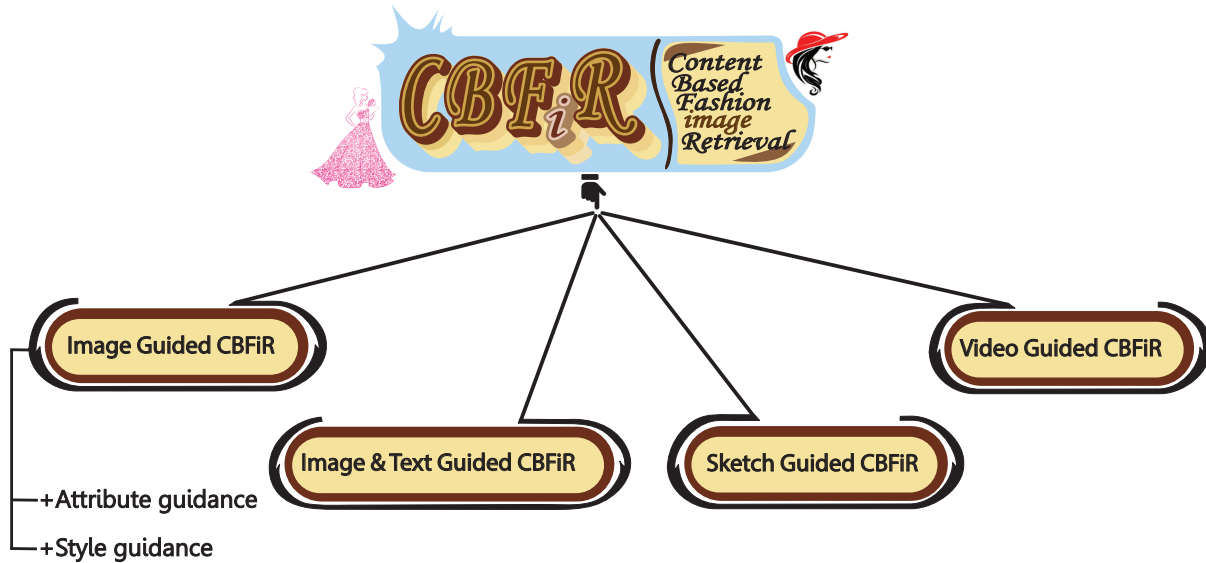 CBFiR
Content
Based
Fashion
image
Retrieval
Image Guided CBFiR
Video Guided CBFiR
Image & Text Guided CBFiR
Sketch Guided CBFiR
+Attribute guidance
+Style guidance